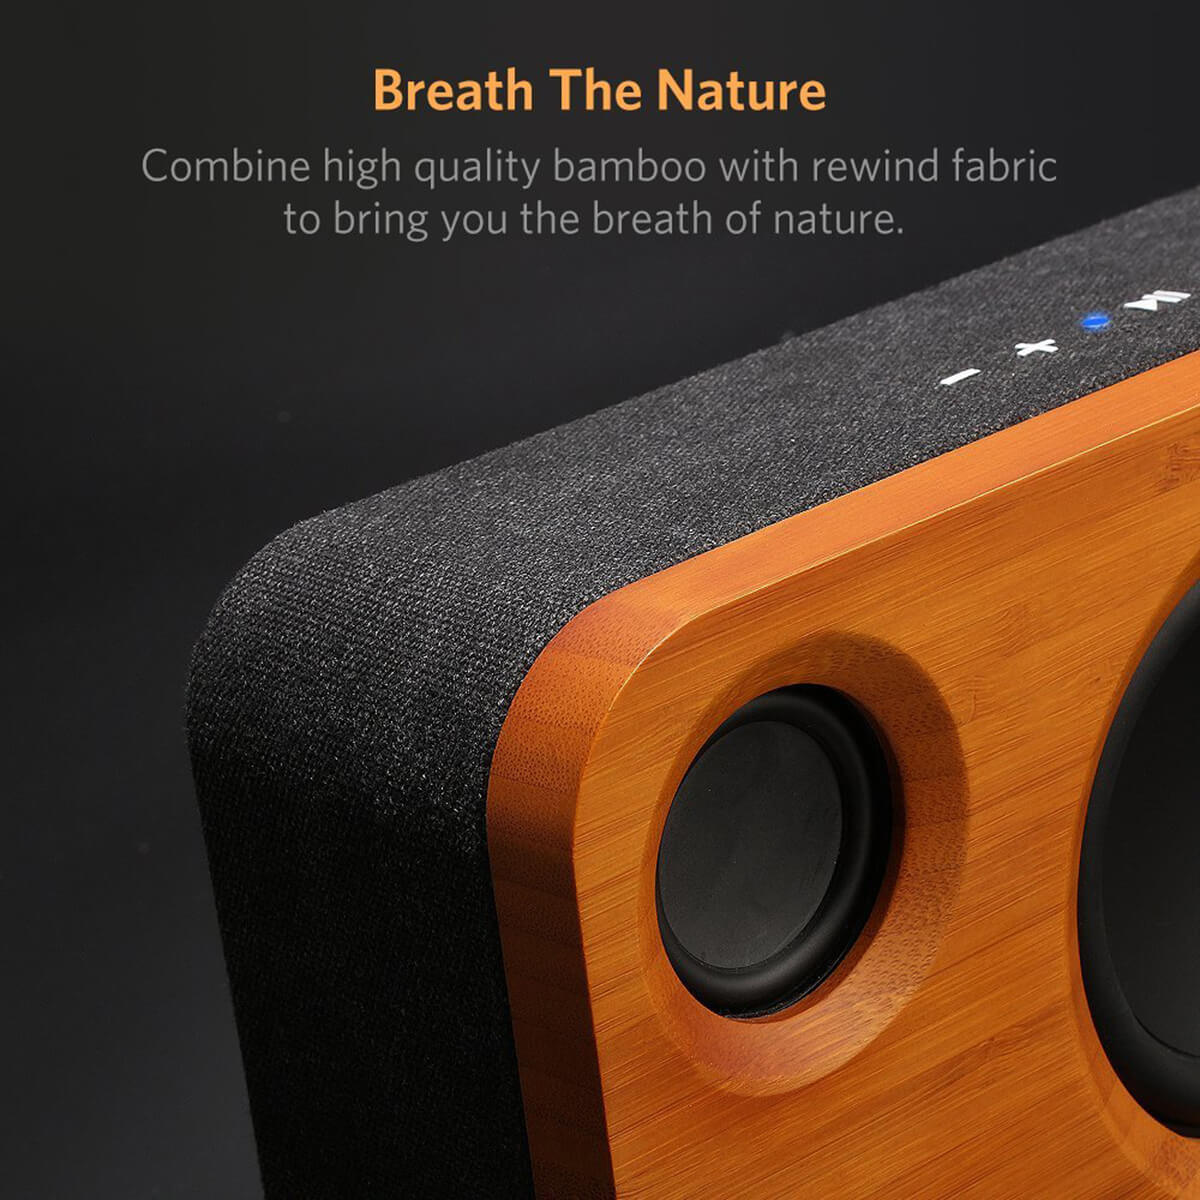 Breath The Nature
Combine high quality bamboo with rewind fabric
to bring you the breath of nature.